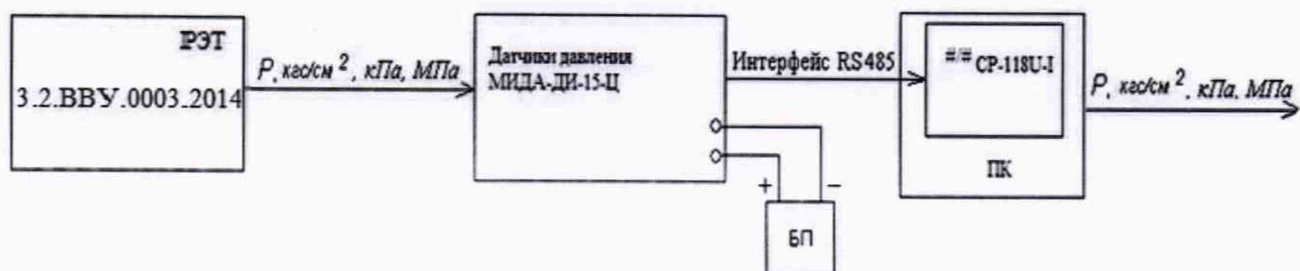 РЭТ
3.2.ВВУ.0003.2014
P, кгс/см², кПа, МПа
Датчики давления
МИДА-ДИ-15-Ц
Интерфейс RS485
CP-118U-I
ПК
P, кгс/см², кПа, МПа
+ −
БП